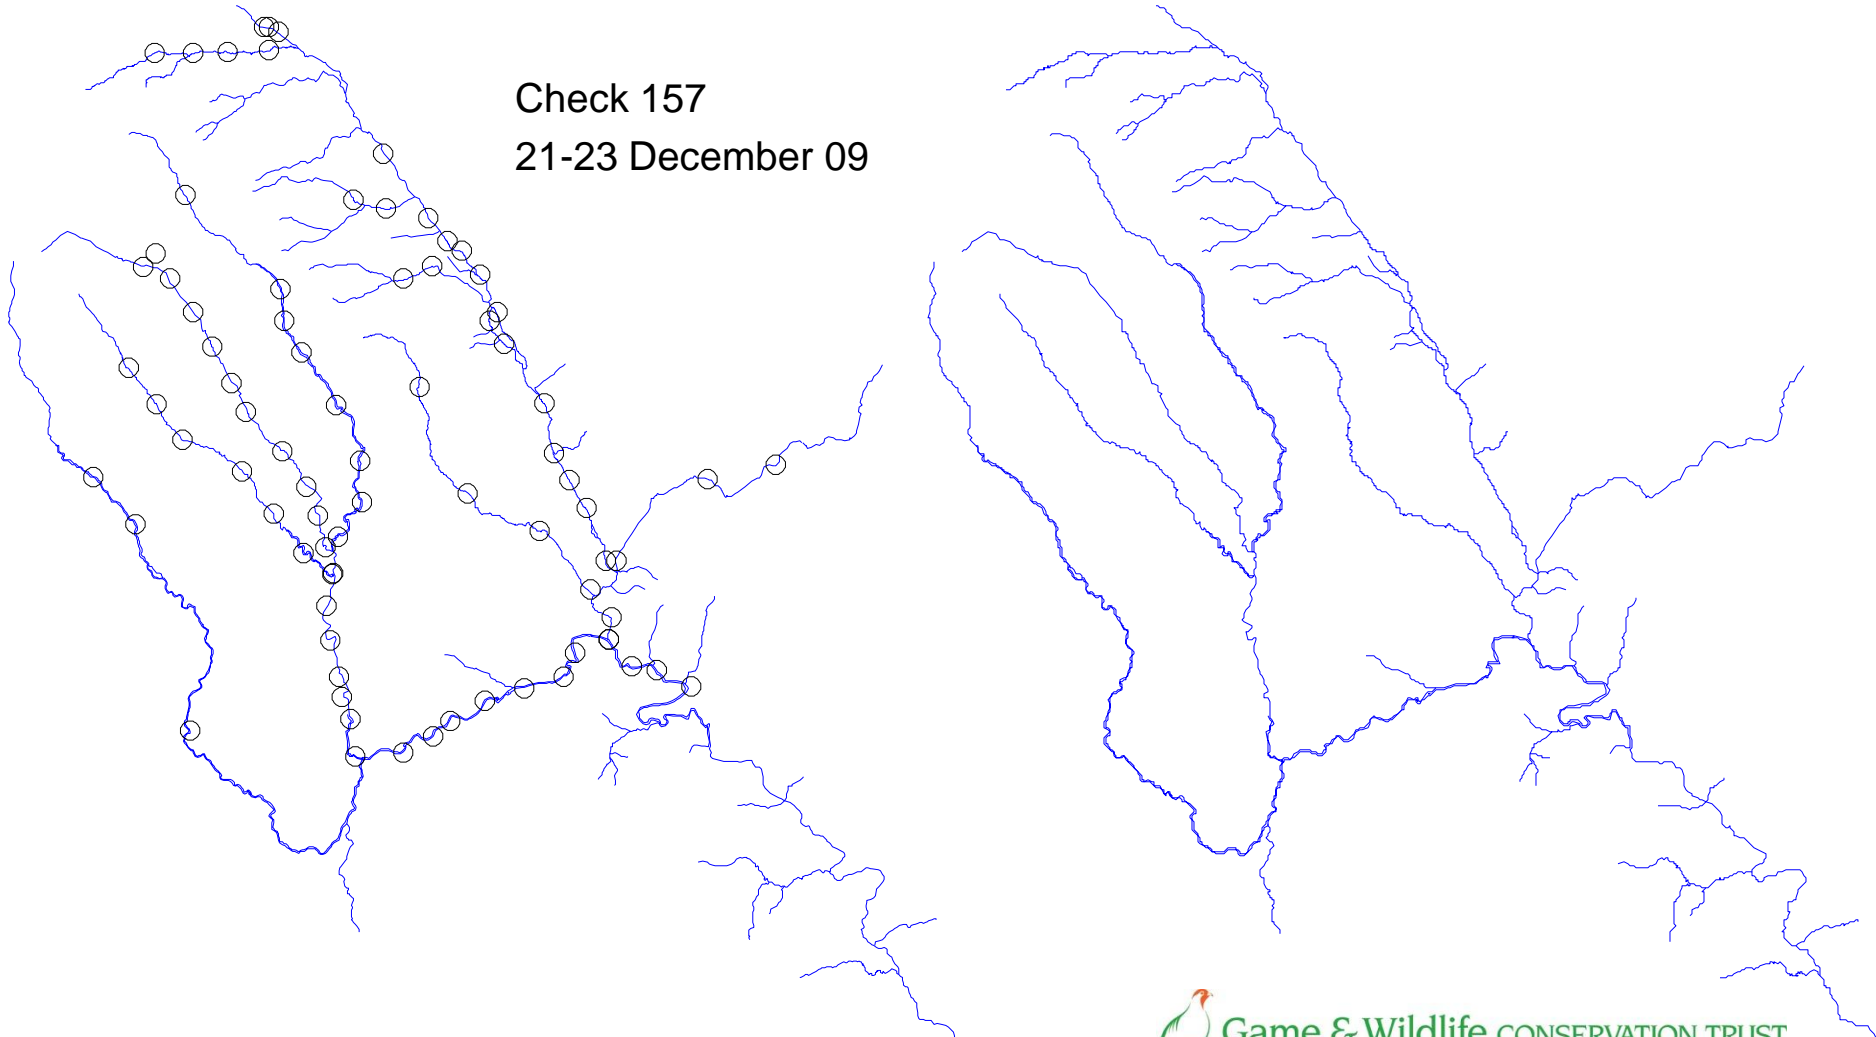 Check 157
21-23 December 09
Game & Wildlife CONSERVATION TRUST